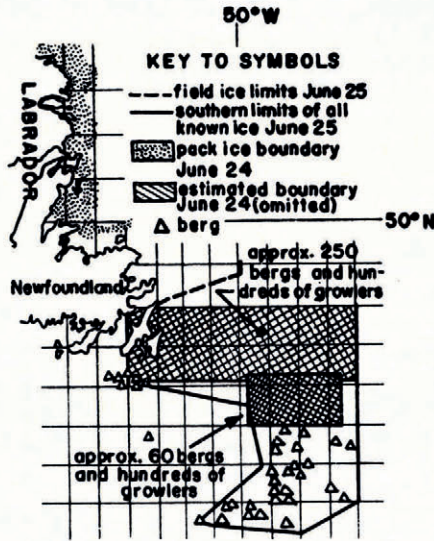 50°W
KEY TO SYMBOLS
field ice limits June 25
southern limits of all
known ice June 25
pack ice boundary
June 24
estimated boundary
June 24(omitted)
berg
50°N
LABRADOR
approx. 250
bergs and hun-
dreds of growlers
Newfoundland
approx. 60 bergs
and hundreds of
growlers